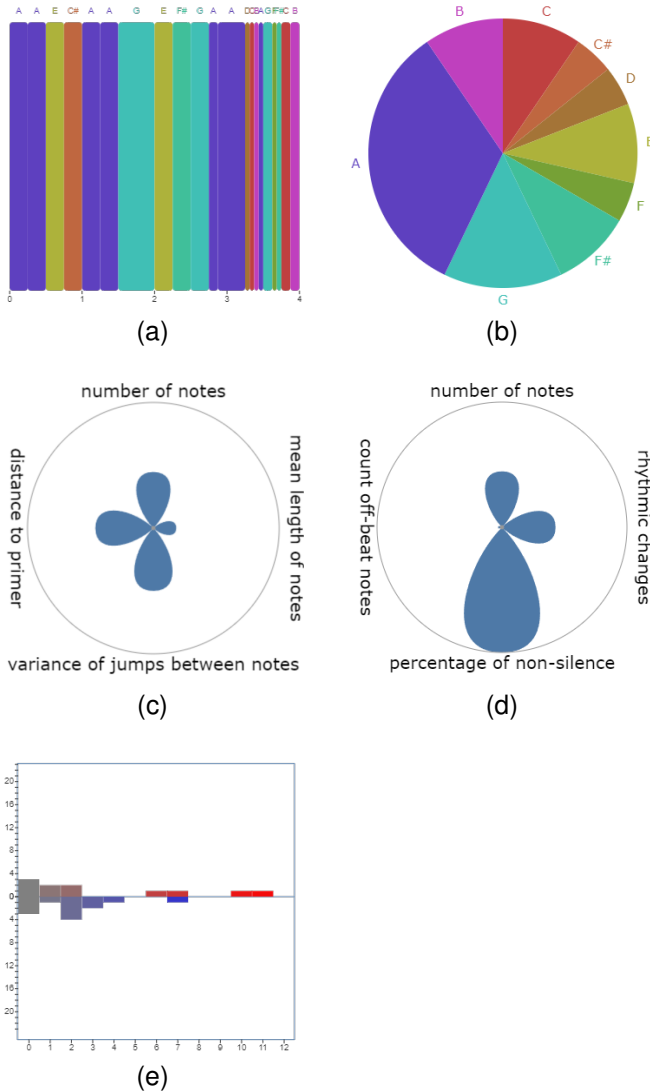 A A E C# A A G E F# G A A D C B A G F F# C B
0 1 2 3 4
(a)
B C C# D E F F# G A
(b)
number of notes
distance to primer
mean length of notes
variance of jumps between notes
(c)
number of notes
count off-beat notes
rhythmic changes
percentage of non-silence
(d)
20
16
12
8
4
0
4
8
12
16
20
0 1 2 3 4 5 6 7 8 9 10 11 12
(e)